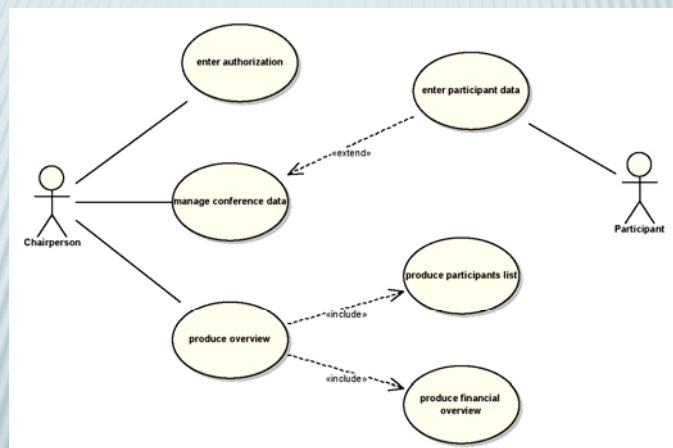 enter authorization
enter participant data
«extend»
manage conference data
Chairperson
Participant
produce participants list
«include»
produce overview
«include»
produce financial
overview